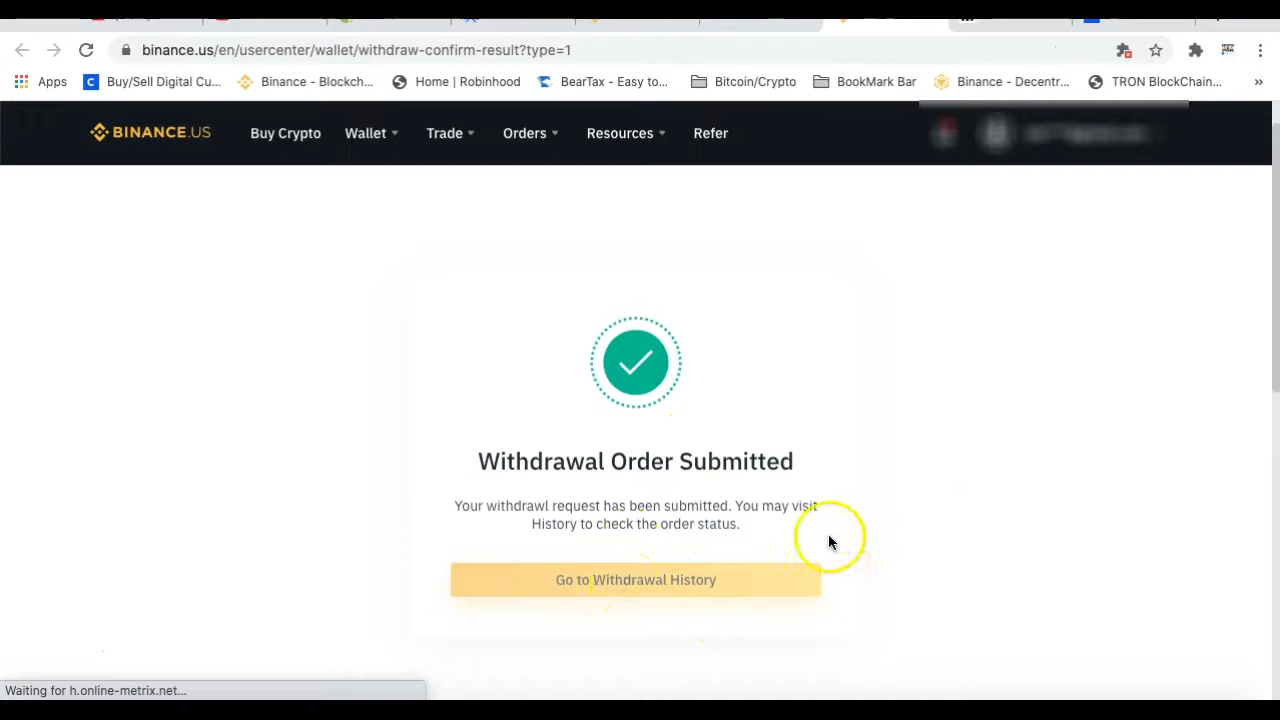 binance.us/en/usercenter/wallet/withdraw-confirm-result?type=1
Apps Buy/Sell Digital Cu... Binance - Blockch... Home | Robinhood BearTax - Easy to... Bitcoin/Crypto BookMark Bar Binance - Decentr... TRON BlockChain... »
BINANCE.US Buy Crypto Wallet Trade Orders Resources Refer
Withdrawal Order Submitted
Your withdrawl request has been submitted. You may visit
History to check the order status.
Go to Withdrawal History
Waiting for h.online-metrix.net...